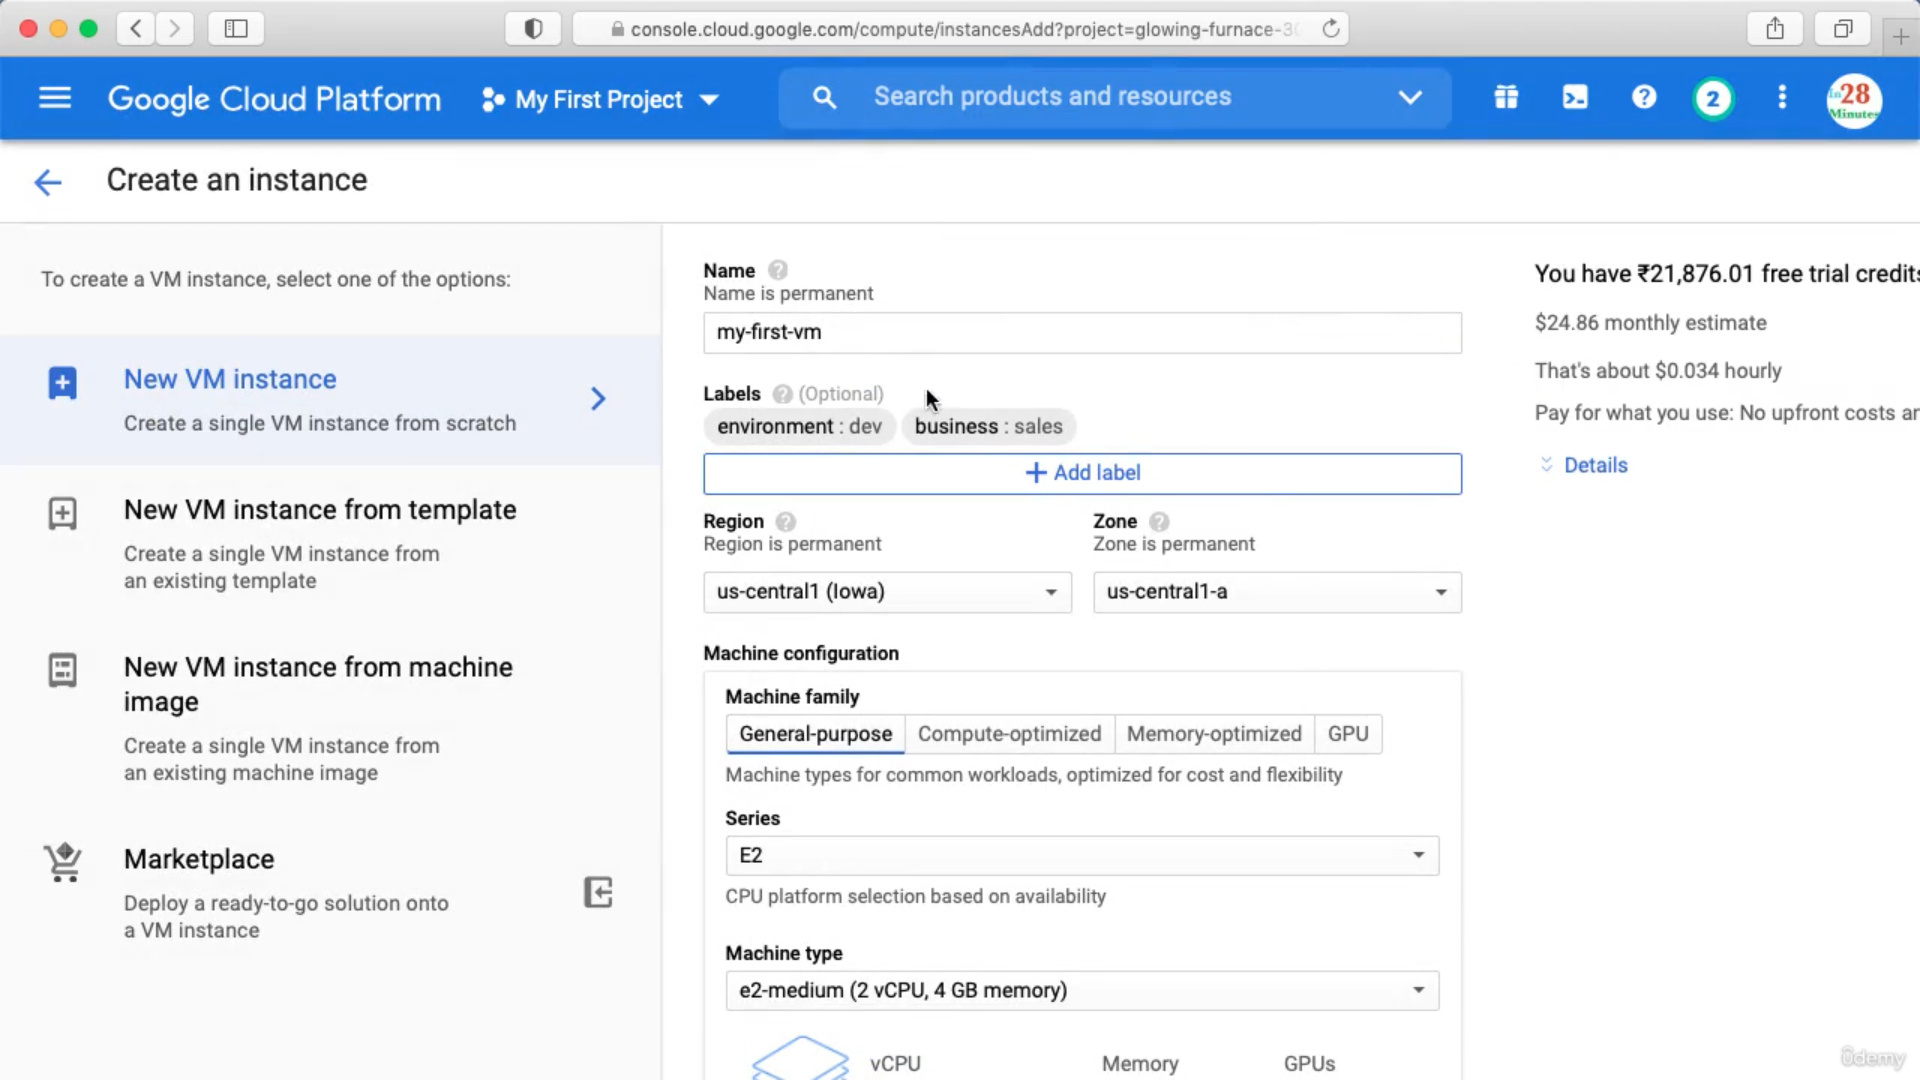 console.cloud.google.com/compute/instancesAdd?project=glowing-furnace-30
Google Cloud Platform
My First Project
Search products and resources
2
in28
Minutes
Create an instance
To create a VM instance, select one of the options:
New VM instance
Create a single VM instance from scratch
New VM instance from template
Create a single VM instance from
an existing template
New VM instance from machine
image
Create a single VM instance from
an existing machine image
Marketplace
Deploy a ready-to-go solution onto
a VM instance
Name
Name is permanent
my-first-vm
Labels (Optional)
environment : dev business : sales
+ Add label
Region
Region is permanent
us-central1 (Iowa)
Zone
Zone is permanent
us-central1-a
Machine configuration
Machine family
General-purpose Compute-optimized Memory-optimized GPU
Machine types for common workloads, optimized for cost and flexibility
Series
E2
CPU platform selection based on availability
Machine type
e2-medium (2 vCPU, 4 GB memory)
vCPU Memory GPUs
You have ₹21,876.01 free trial credits
$24.86 monthly estimate
That's about $0.034 hourly
Pay for what you use: No upfront costs an
Details
ûdemy